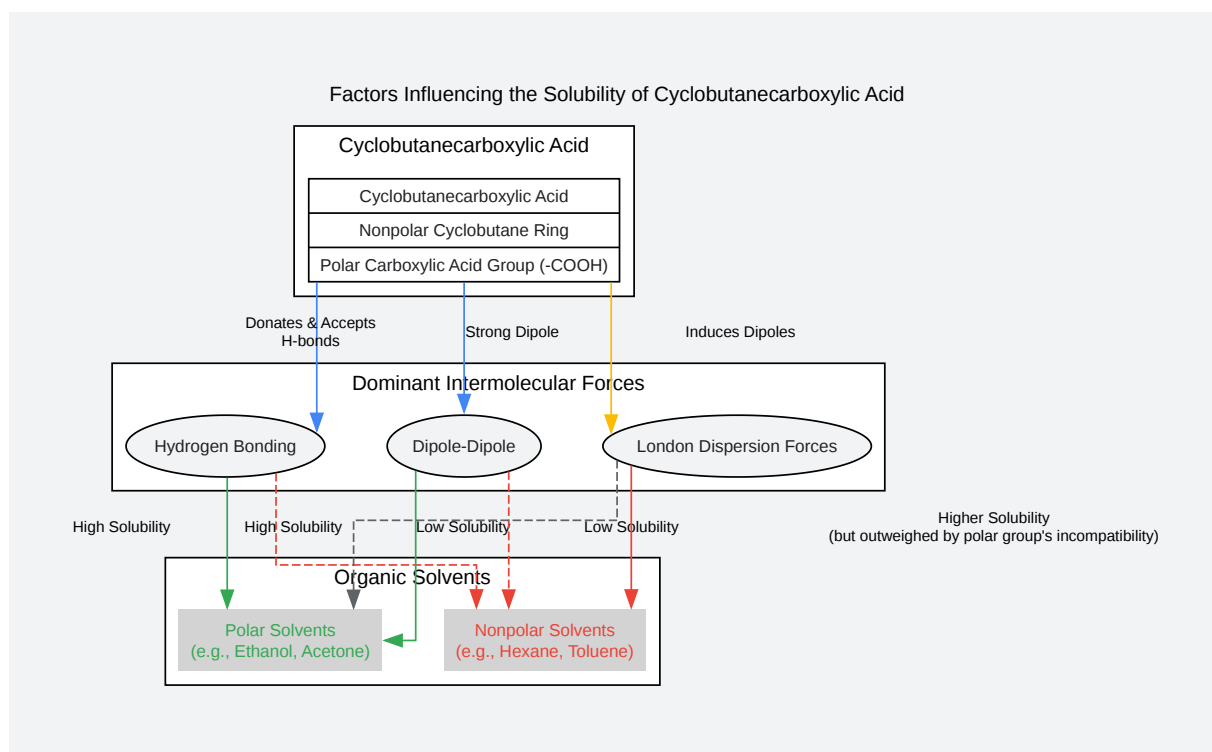 Factors Influencing the Solubility of Cyclobutanecarboxylic Acid
Cyclobutanecarboxylic Acid
Cyclobutanecarboxylic Acid
Nonpolar Cyclobutane Ring
Polar Carboxylic Acid Group (-COOH)
Donates & Accepts
H-bonds
Strong Dipole
Induces Dipoles
Dominant Intermolecular Forces
Hydrogen Bonding
Dipole-Dipole
London Dispersion Forces
High Solubility
High Solubility
Low Solubility
Low Solubility
Higher Solubility
(but outweighed by polar group's incompatibility)
Organic Solvents
Polar Solvents
(e.g., Ethanol, Acetone)
Nonpolar Solvents
(e.g., Hexane, Toluene)